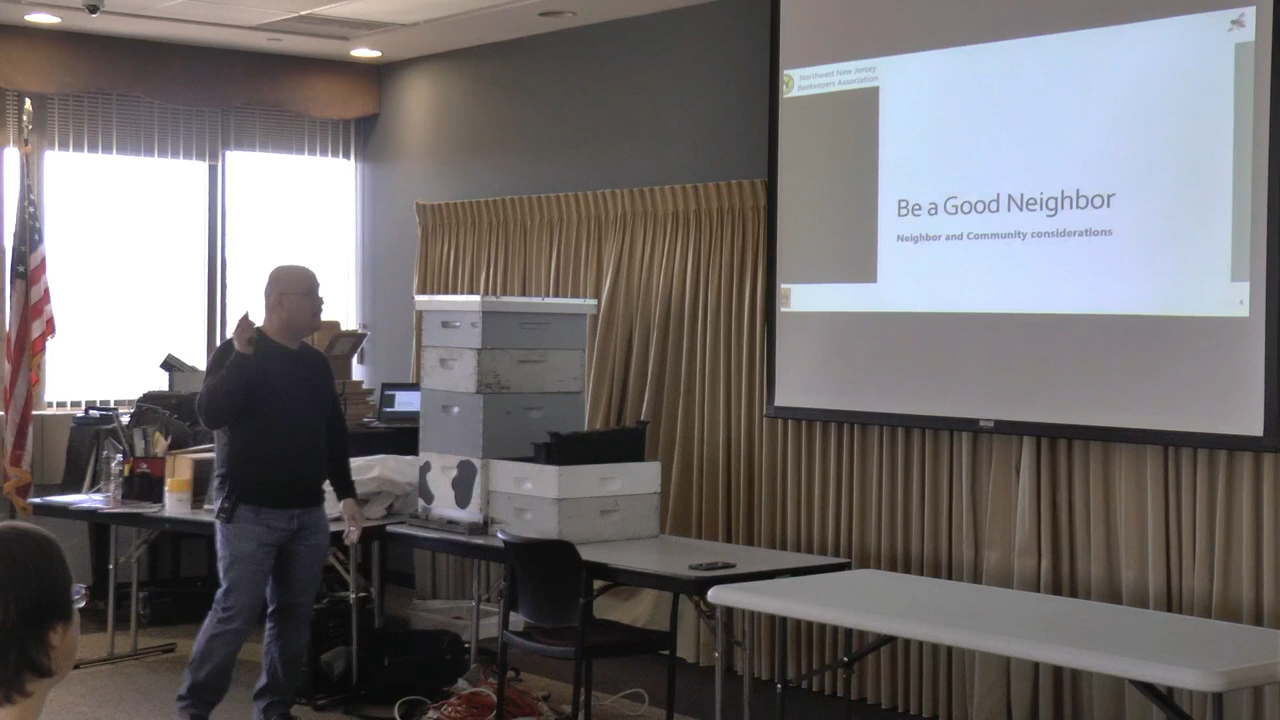 Northwest New Jersey
Beekeepers Association
Be a Good Neighbor
Neighbor and Community considerations